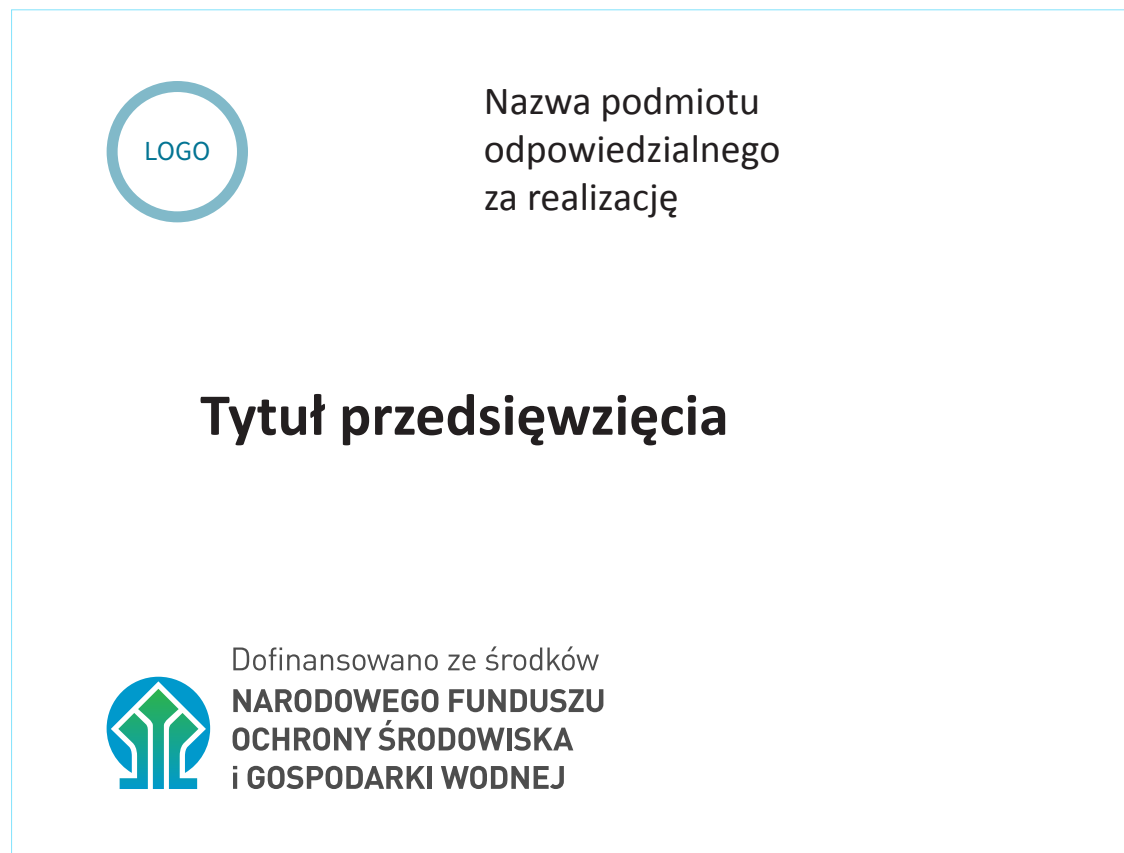 LOGO
Nazwa podmiotu
odpowiedzialnego
za realizację
Tytuł przedsięwzięcia
Dofinansowano ze środków
NARODOWEGO FUNDUSZU
OCHRONY ŚRODOWISKA
i GOSPODARKI WODNEJ